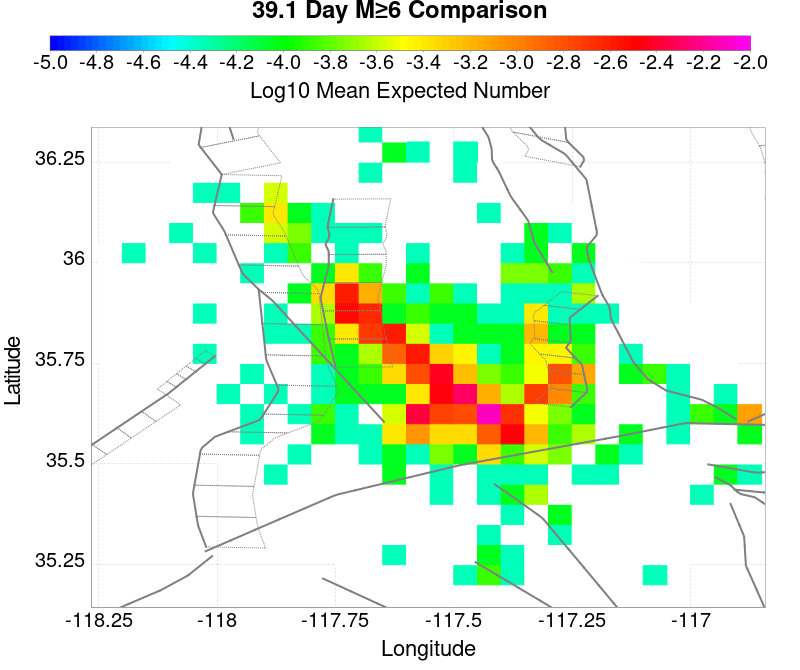 39.1 Day M≥6 Comparison
-5.0 -4.8 -4.6 -4.4 -4.2 -4.0 -3.8 -3.6 -3.4 -3.2 -3.0 -2.8 -2.6 -2.4 -2.2 -2.0
Log10 Mean Expected Number
36.25
36
35.75
35.5
35.25
Latitude
-118.25 -118 -117.75 -117.5 -117.25 -117
Longitude